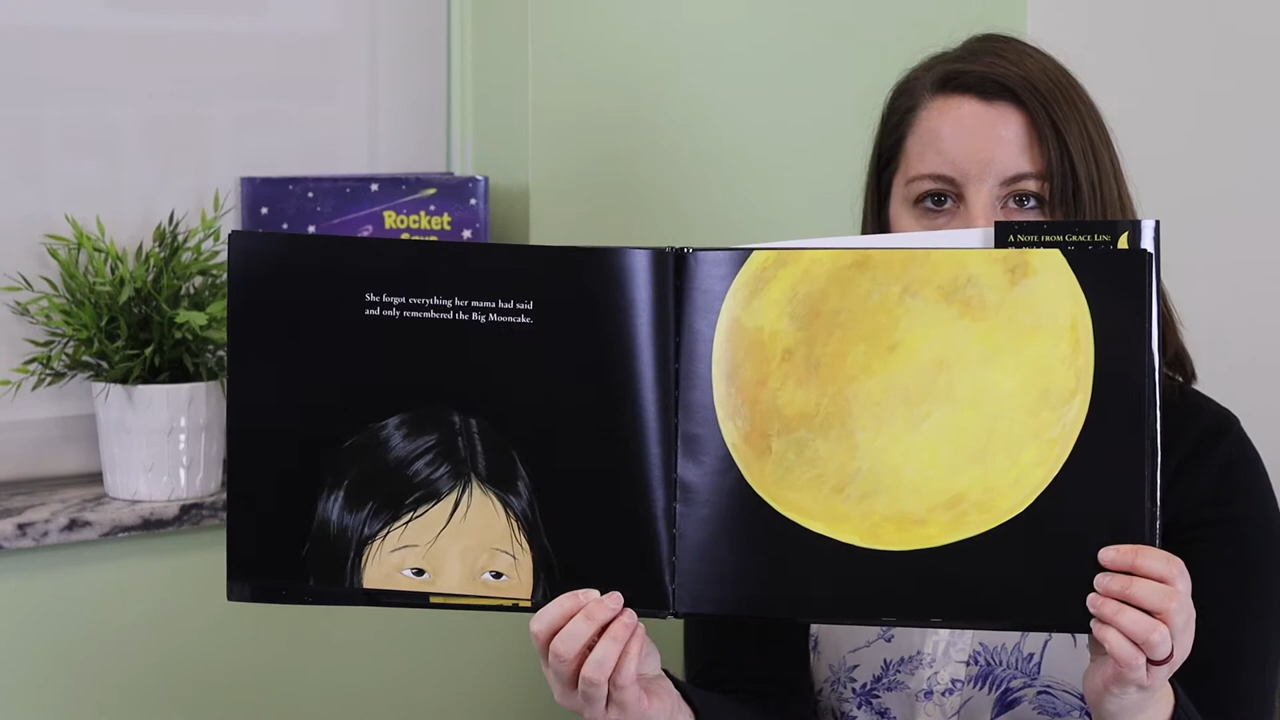 Rocket
A NOTE FROM GRACE LIN:
She forgot everything her mama had said
and only remembered the Big Mooncake.